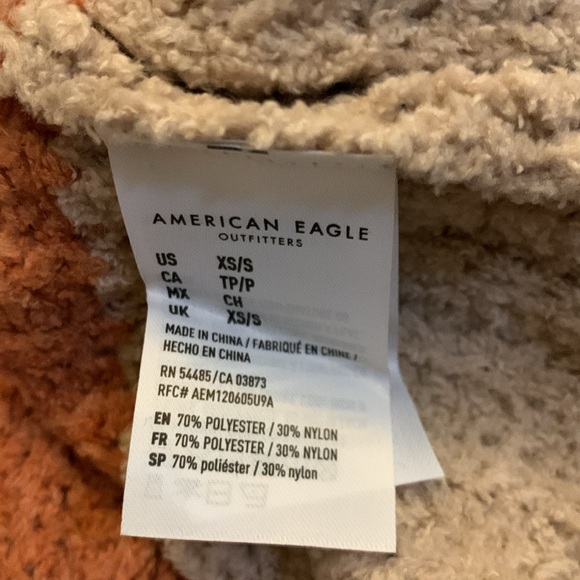 AMERICAN EAGLE
OUTFITTERS
US XS/S
CA TP/P
MX CH
UK XS/S
MADE IN CHINA / FABRIQUÉ EN CHINE /
HECHO EN CHINA
RN 54485/CA 03873
RFC# AEM120605U9A
EN 70% POLYESTER / 30% NYLON
FR 70% POLYESTER / 30% NYLON
SP 70% poliéster / 30% nylon